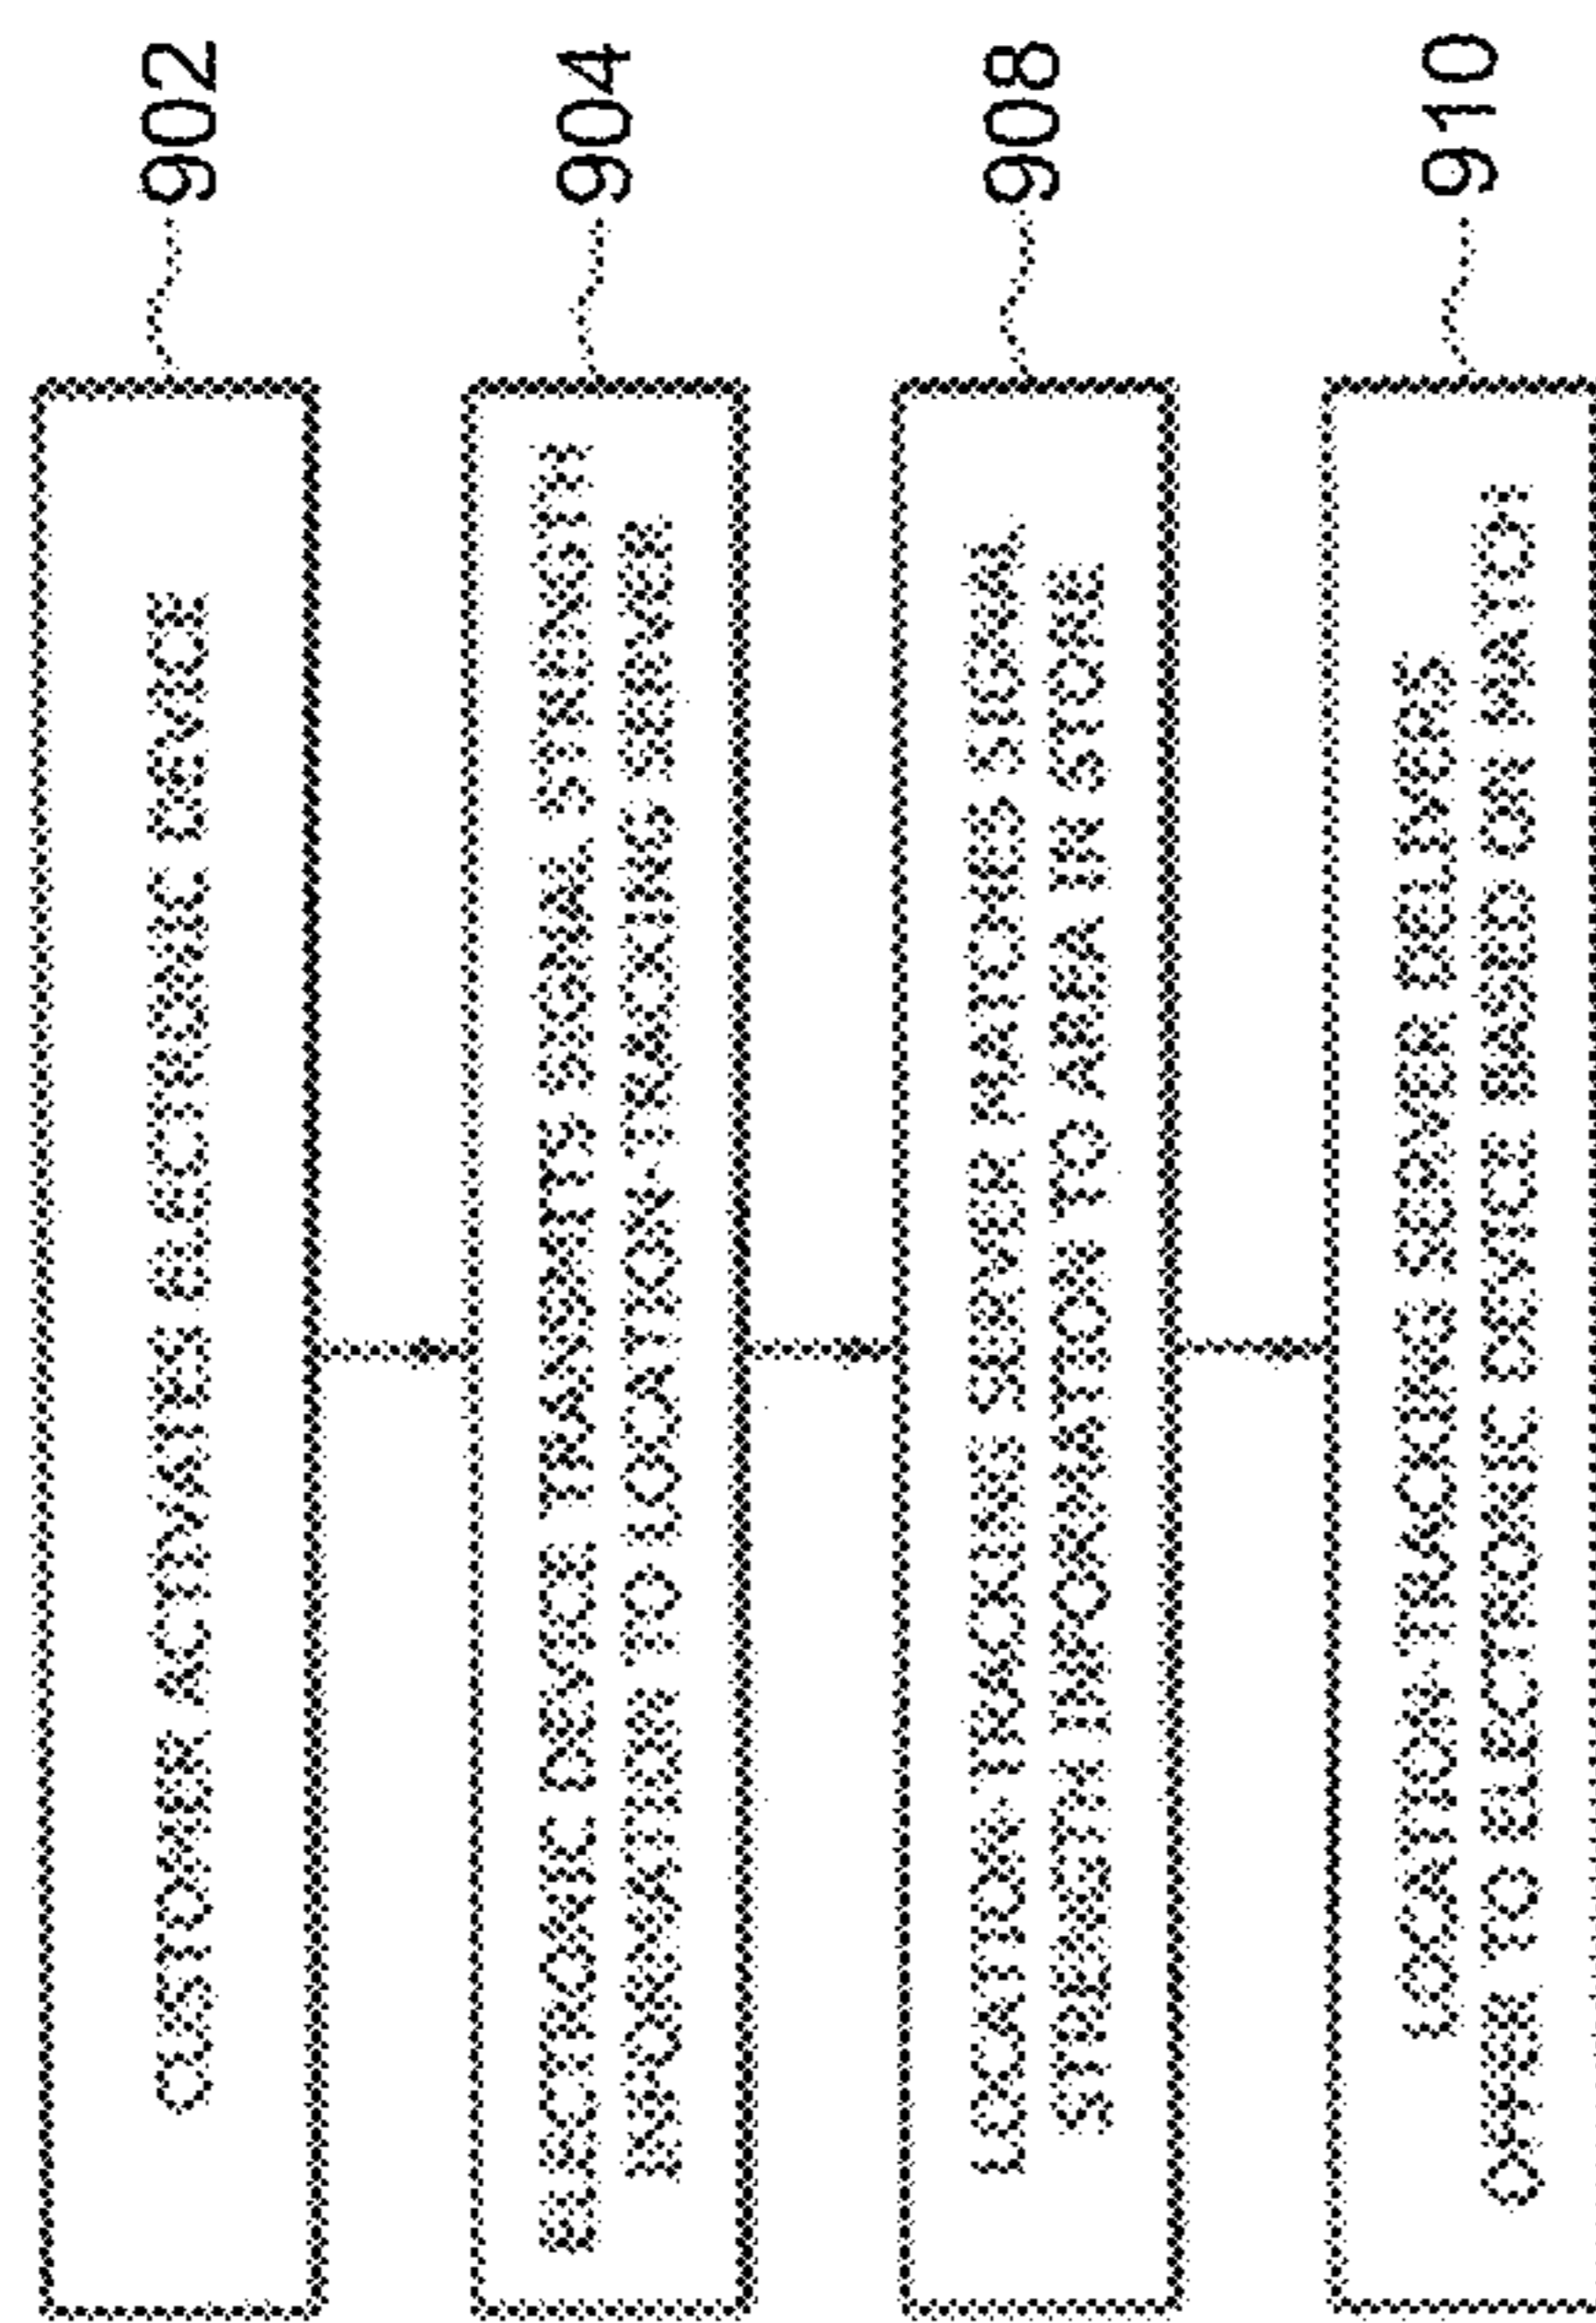 CUSTOMER ACTIVATES ELECTRONIC DEVICE
902
ELECTRONIC DEVICE TRANSMITS SIGNAL STRENGTH
INFORMATION TO LOCATION-TRACKING SERVER
904
LOCATION-TRACKING SERVER MATCHES SIGNAL
STRENGTH INFORMATION TO AREA IN STORE
908
LOCATION-TRACKING SERVER DELIVERS
OFFER TO ELECTRONIC DEVICE BASED ON MATCH
910